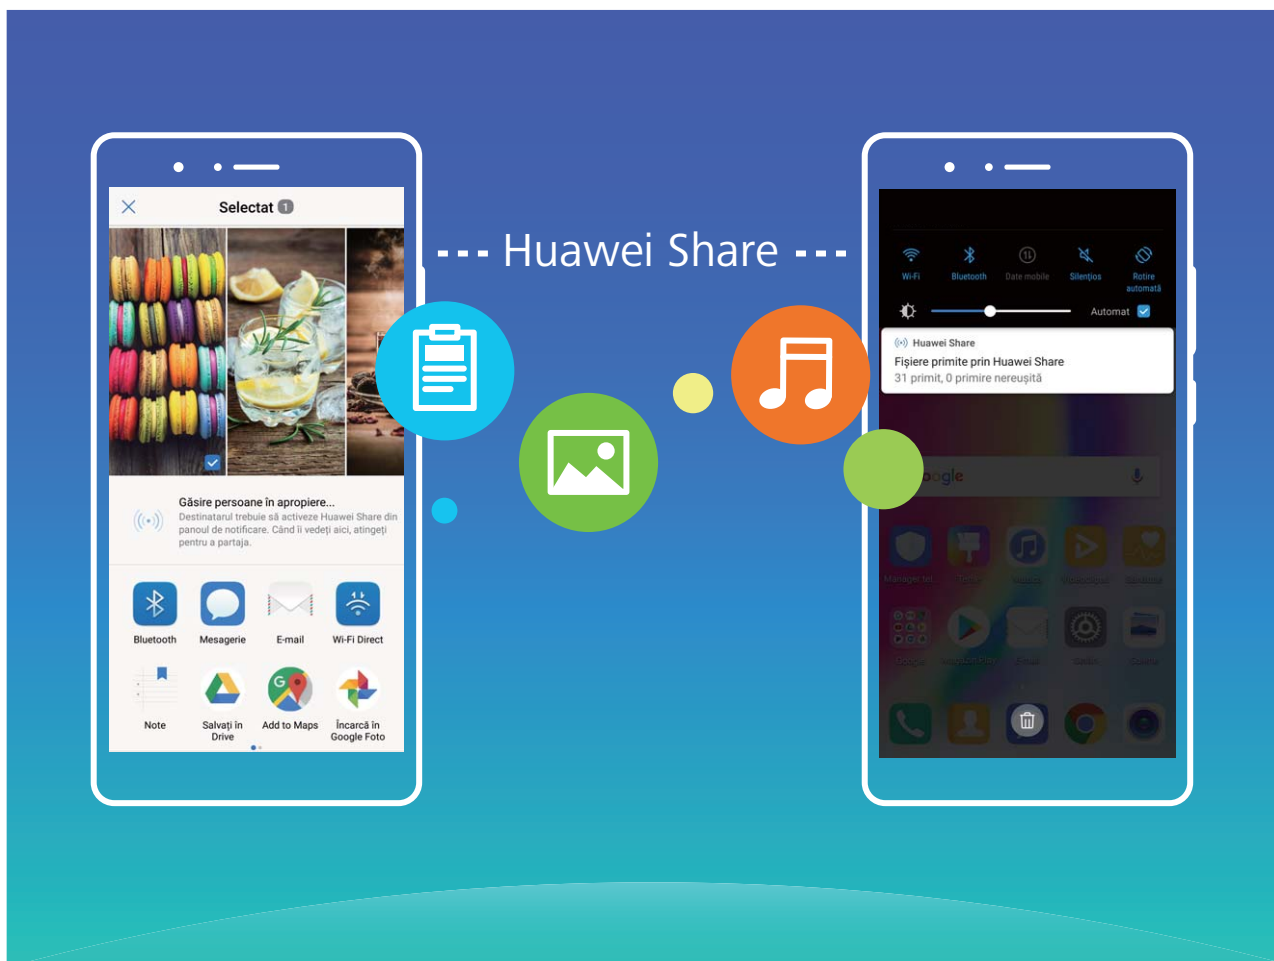 Selectat 1
Găsire persoane în apropiere...
Destinatarul trebuie să activeze Huawei Share din
panoul de notificare. Când îi vedeți aici, atingeți
pentru a partaja.
Bluetooth Mesagerie E-mail Wi-Fi Direct
Note Salvați în
Drive Add to Maps Încarcă în
Google Foto
--- Huawei Share ---
Wi-Fi Bluetooth Date mobile Silențios Rotire
automată
Automat
Huawei Share
Fișiere primite prin Huawei Share
31 primit, 0 primire nereușită
Google